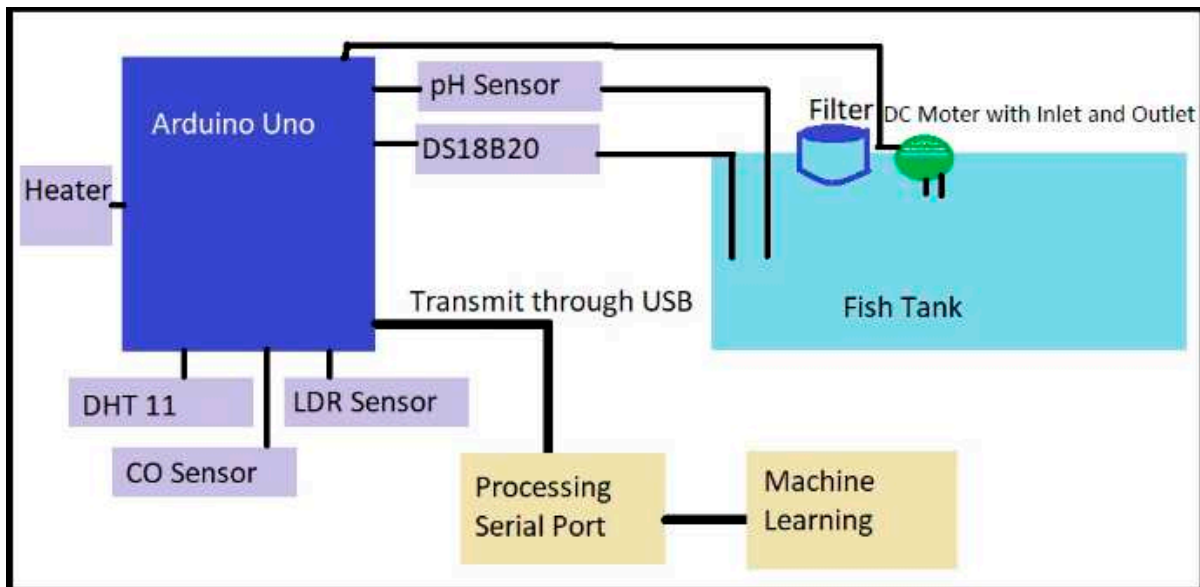 Arduino Uno
pH Sensor
DS18B20
Filter
DC Moter with Inlet and Outlet
Heater
Transmit through USB
Fish Tank
DHT 11
LDR Sensor
CO Sensor
Processing
Serial Port
Machine
Learning